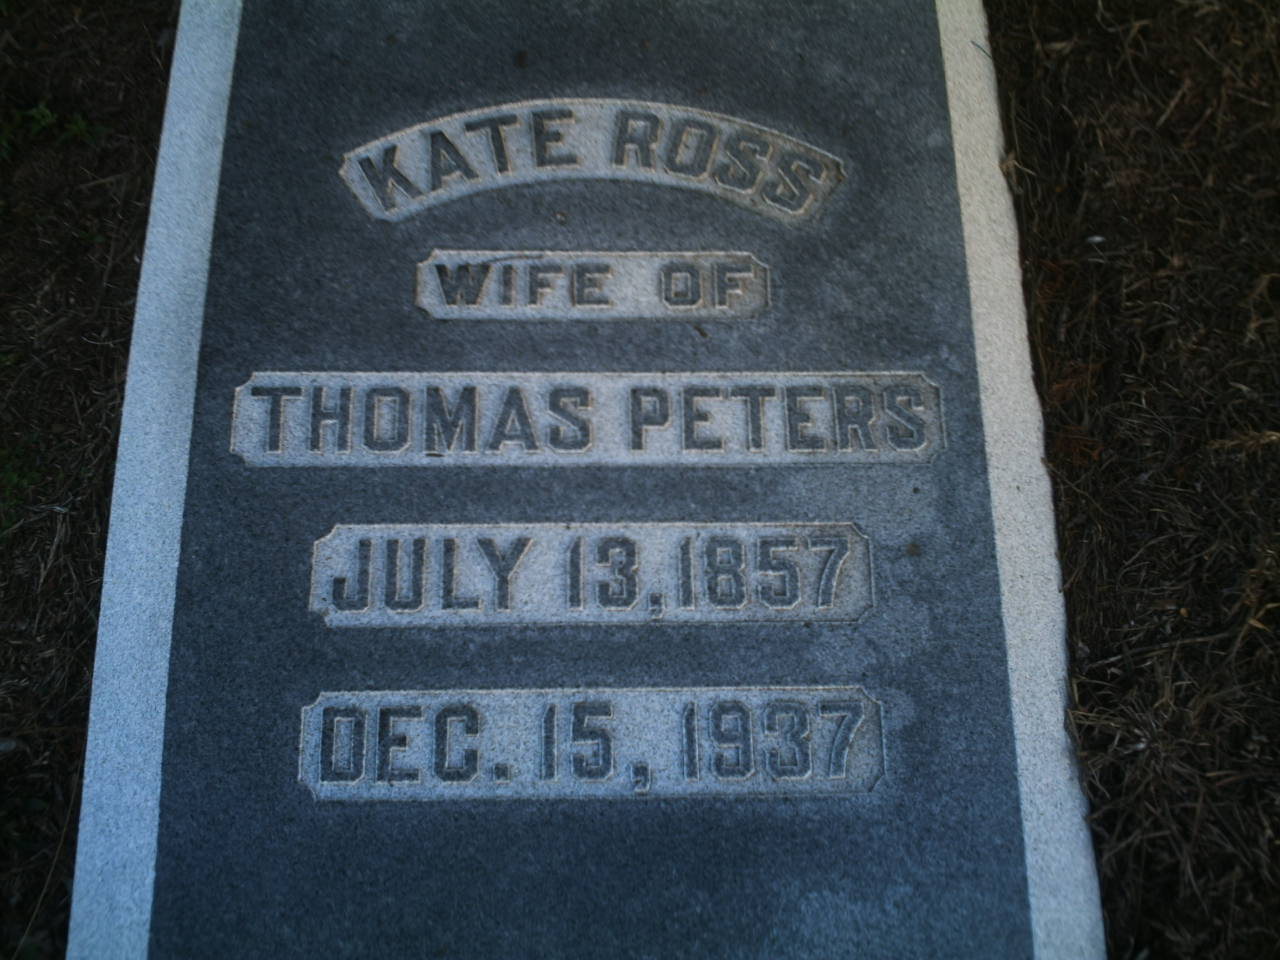 KATE ROSS
WIFE OF
THOMAS PETERS
JULY 13, 1857
DEC. 15, 1937